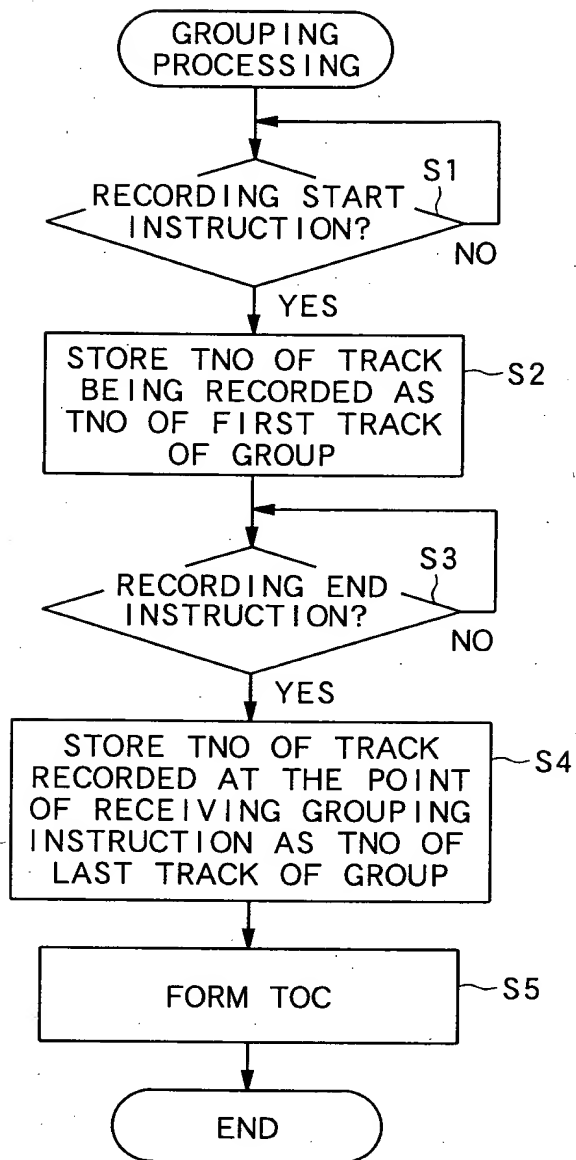 GROUPING
PROCESSING
S1
RECORDING START
INSTRUCTION?
NO
YES
STORE TNO OF TRACK
BEING RECORDED AS
TNO OF FIRST TRACK
OF GROUP
S2
S3
RECORDING END
INSTRUCTION?
NO
YES
STORE TNO OF TRACK
RECORDED AT THE POINT
OF RECEIVING GROUPING
INSTRUCTION AS TNO OF
LAST TRACK OF GROUP
S4
FORM TOC
S5
END